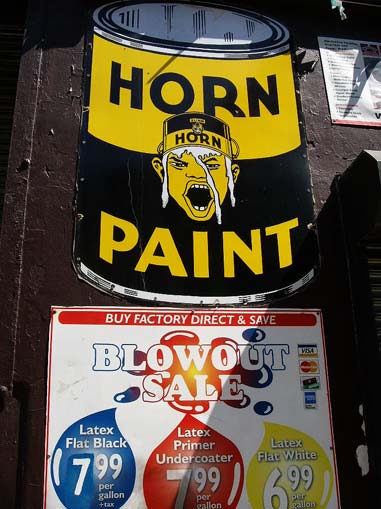 HORN
HORN
PAINT
BUY FACTORY DIRECT & SAVE
BLOWOUT
SALE
VISA
Latex
Flat Black
7.99
per
gallon
+tax
Latex
Primer
Undercoater
7.99
per
gallon
Latex
Flat White
6.99
per
gallon